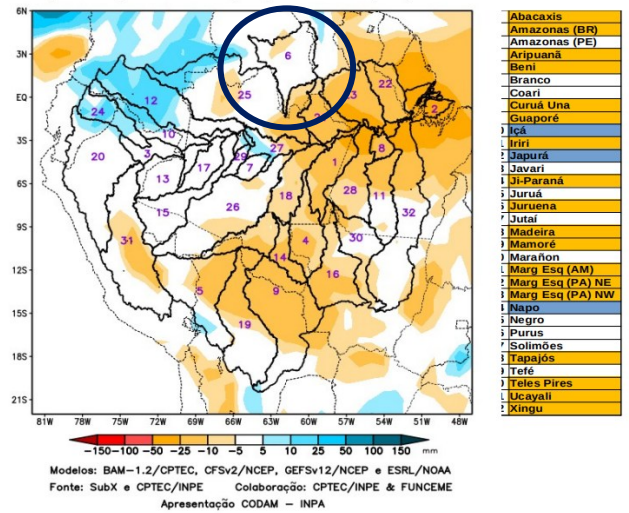 6N
3N
EQ
3S
6S
9S
12S
15S
18S
21S
6
25
22
12
24
2
10
20
3
29
27
8
17
7
1
13
18
28
11
15
26
32
30
31
4
14
16
5
9
19
81W 78W 75W 72W 69W 66W 63W 60W 57W 54W 51W 48W
-150 -100 -50 -25 -10 -5 5 10 25 50 100 150 mm
Modelos: BAM-1.2/CPTEC, CFSv2/NCEP, GEFSv12/NCEP e ESRL/NOAA
Fonte: SubX e CPTEC/INPE Colaboração: CPTEC/INPE & FUNCEME
Apresentação CODAM - INPA
Abacaxis
Amazonas (BR)
Amazonas (PE)
Aripuanã
Beni
Branco
Coari
Curuá Una
Guaporé
Içá
Iriri
Japurá
Javari
Ji-Paraná
Juruá
Juruena
Jutaí
Madeira
Mamoré
Marañon
Marg Esq (AM)
Marg Esq (PA) NE
Marg Esq (PA) NW
Napo
Negro
Purus
Solimões
Tapajós
Tefé
Teles Pires
Ucayali
Xingu